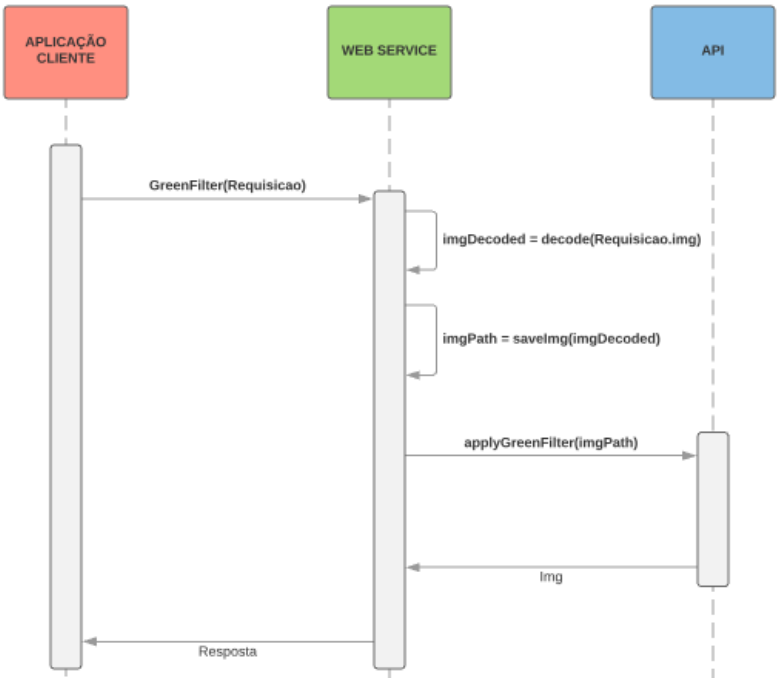 APLICAÇÃO
CLIENTE
WEB SERVICE
API
GreenFilter(Requisicao)
imgDecoded = decode(Requisicao.img)
imgPath = saveImg(imgDecoded)
applyGreenFilter(imgPath)
Img
Resposta